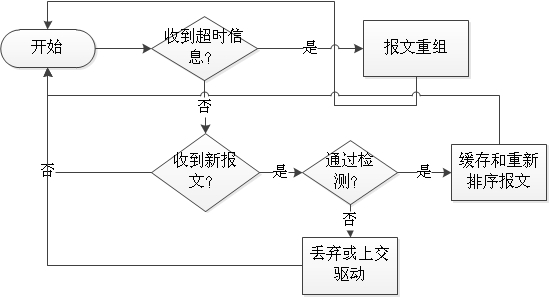 开始
收到超时信
息?
是
报文重组
否
收到新报
文?
是
通过检
测?
是
缓存和重新
排序报文
否
否
丢弃或上交
驱动